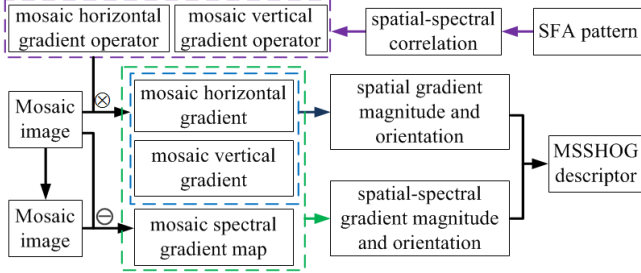 mosaic horizontal
gradient operator
mosaic vertical
gradient operator
spatial-spectral
correlation
SFA pattern
Mosaic
image
mosaic horizontal
gradient
spatial gradient
magnitude and
orientation
mosaic vertical
gradient
MSSHOG
descriptor
Mosaic
image
mosaic spectral
gradient map
spatial-spectral
gradient magnitude
and orientation